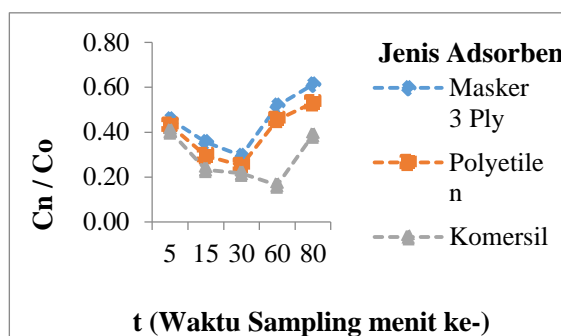 0.80
0.60
0.40
0.20
0.00
Cn / Co
5 15 30 60 80
t (Waktu Sampling menit ke-)
Jenis Adsorben
Masker
3 Ply
Polyetile
n
Komersil